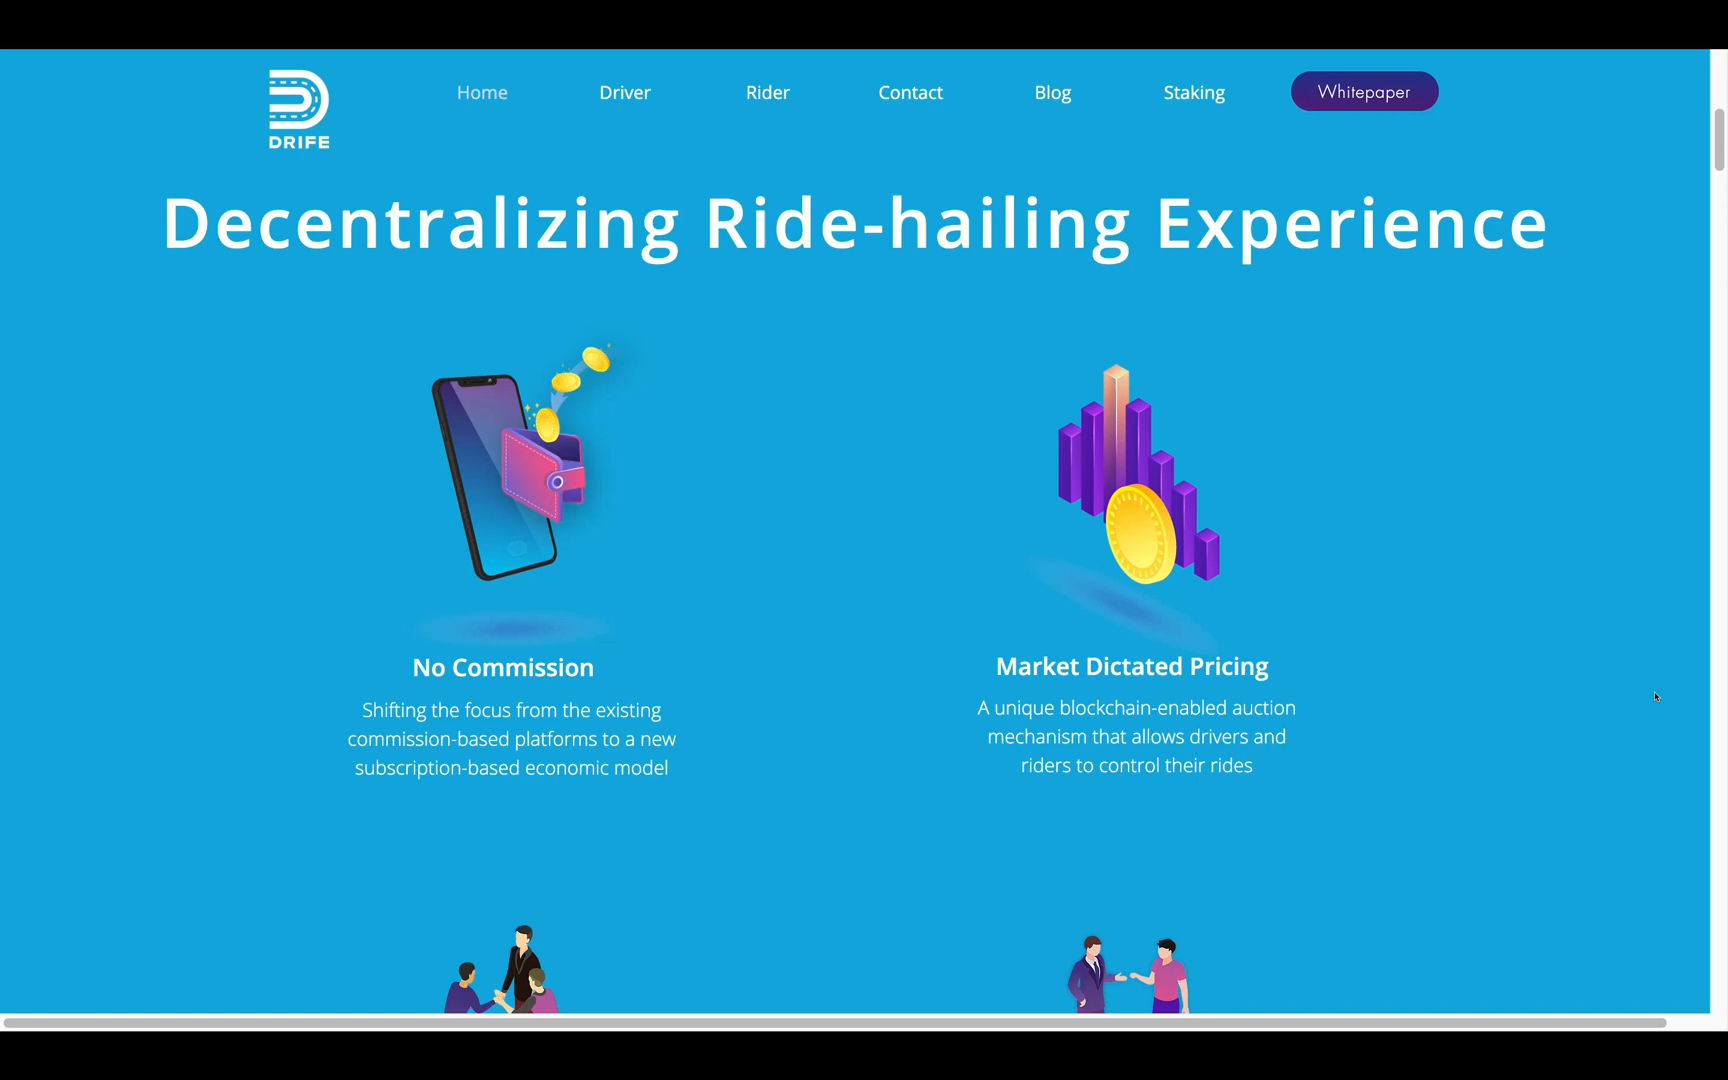 DRIFE
Home
Driver
Rider
Contact
Blog
Staking
Whitepaper
Decentralizing Ride-hailing Experience
No Commission
Shifting the focus from the existing
commission-based platforms to a new
subscription-based economic model
Market Dictated Pricing
A unique blockchain-enabled auction
mechanism that allows drivers and
riders to control their rides